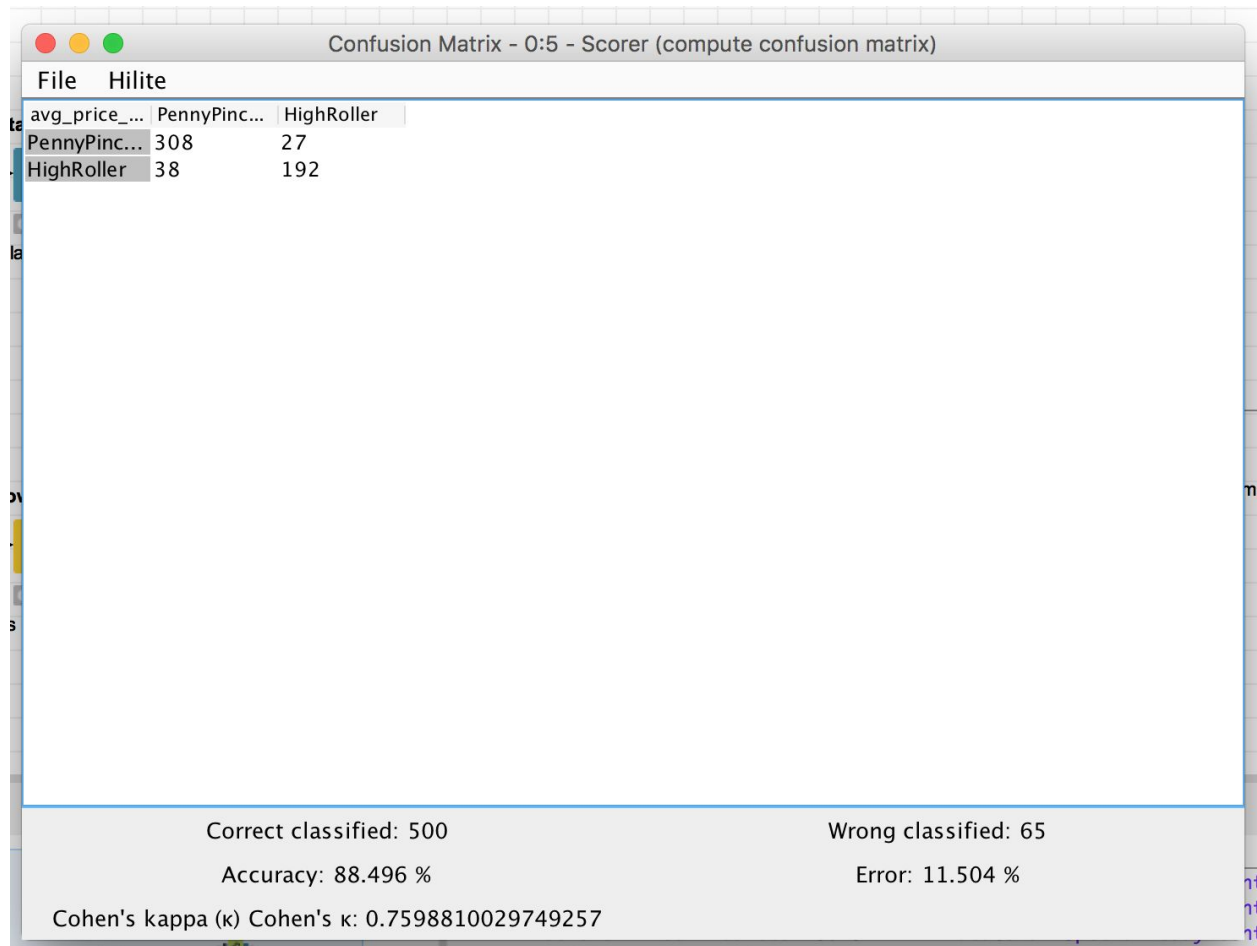 Confusion Matrix - 0:5 - Scorer (compute confusion matrix)
File Hilite
avg_price_... PennyPinc... HighRoller
PennyPinc... 308 27
HighRoller 38 192
Correct classified: 500 Wrong classified: 65
Accuracy: 88.496 % Error: 11.504 %
Cohen's kappa (κ) Cohen's κ: 0.7598810029749257